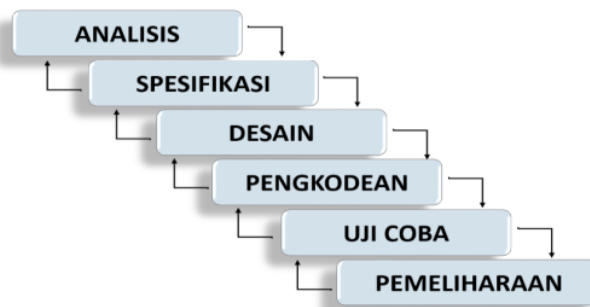 ANALISIS
SPESIFIKASI
DESAIN
PENGKODEAN
UJI COBA
PEMELIHARAAN